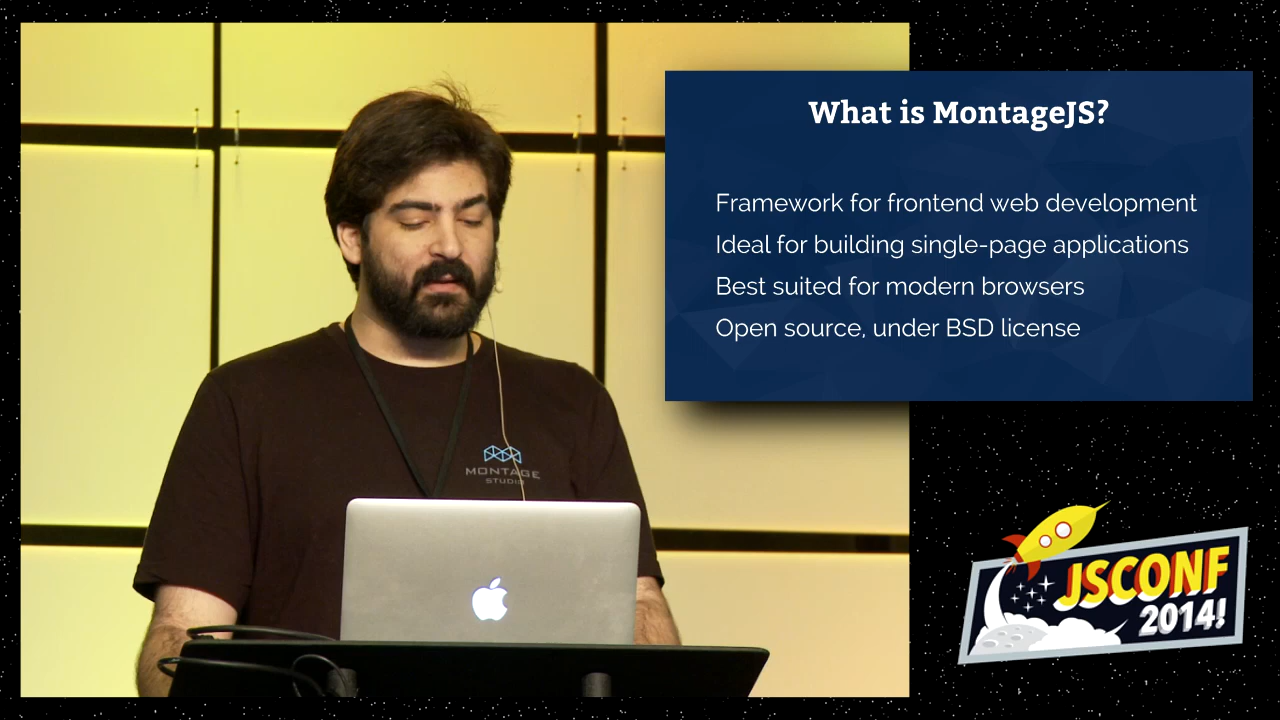 What is MontageJS?
Framework for frontend web development
Ideal for building single-page applications
Best suited for modern browsers
Open source, under BSD license
MONTAGE
STUDIO
JSCONF
2014!